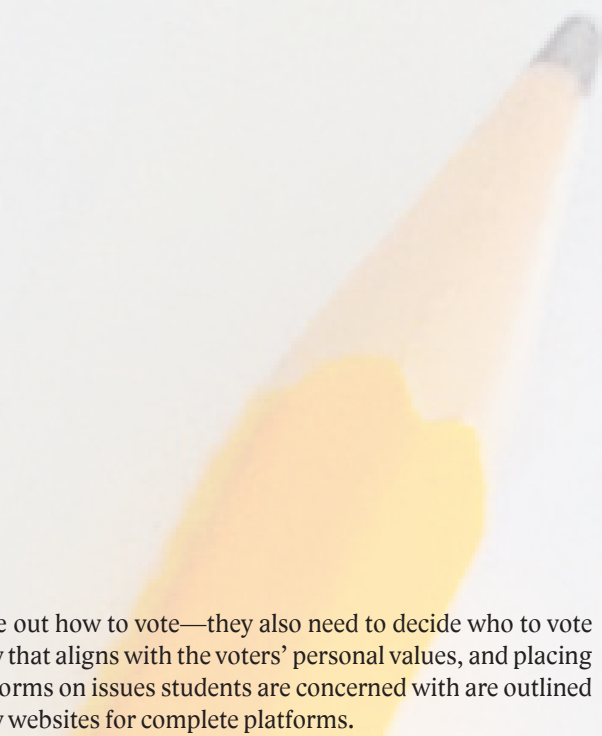 e out how to vote—they also need to decide who to vote
y that aligns with the voters’ personal values, and placing
orms on issues students are concerned with are outlined
y websites for complete platforms.